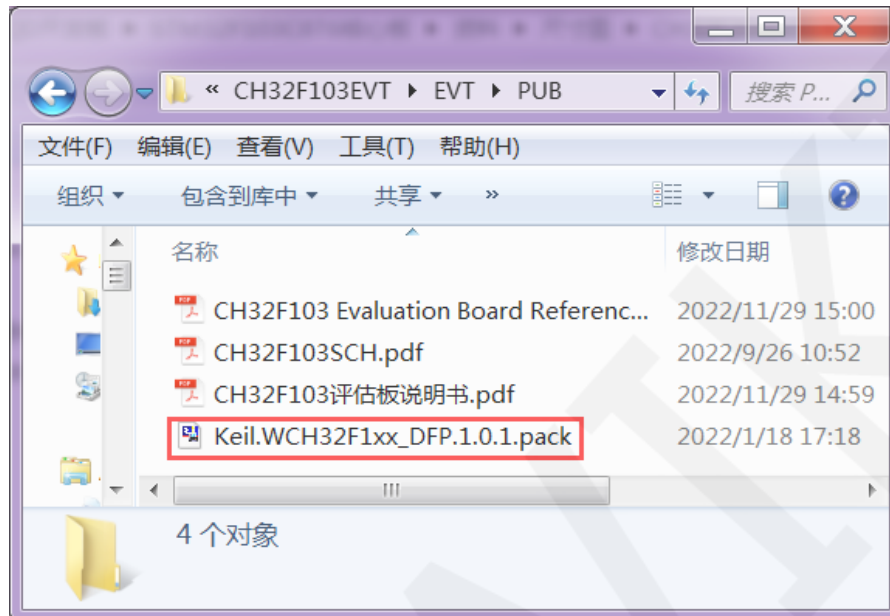 « CH32F103EVT ▸ EVT ▸ PUB
搜索 P...
文件(F) 编辑(E) 查看(V) 工具(T) 帮助(H)
组织 包含到库中 共享 »
名称 修改日期
CH32F103 Evaluation Board Referenc... 2022/11/29 15:00
CH32F103SCH.pdf 2022/9/26 10:52
CH32F103评估板说明书.pdf 2022/11/29 14:59
Keil.WCH32F1xx_DFP.1.0.1.pack 2022/1/18 17:18
4 个对象